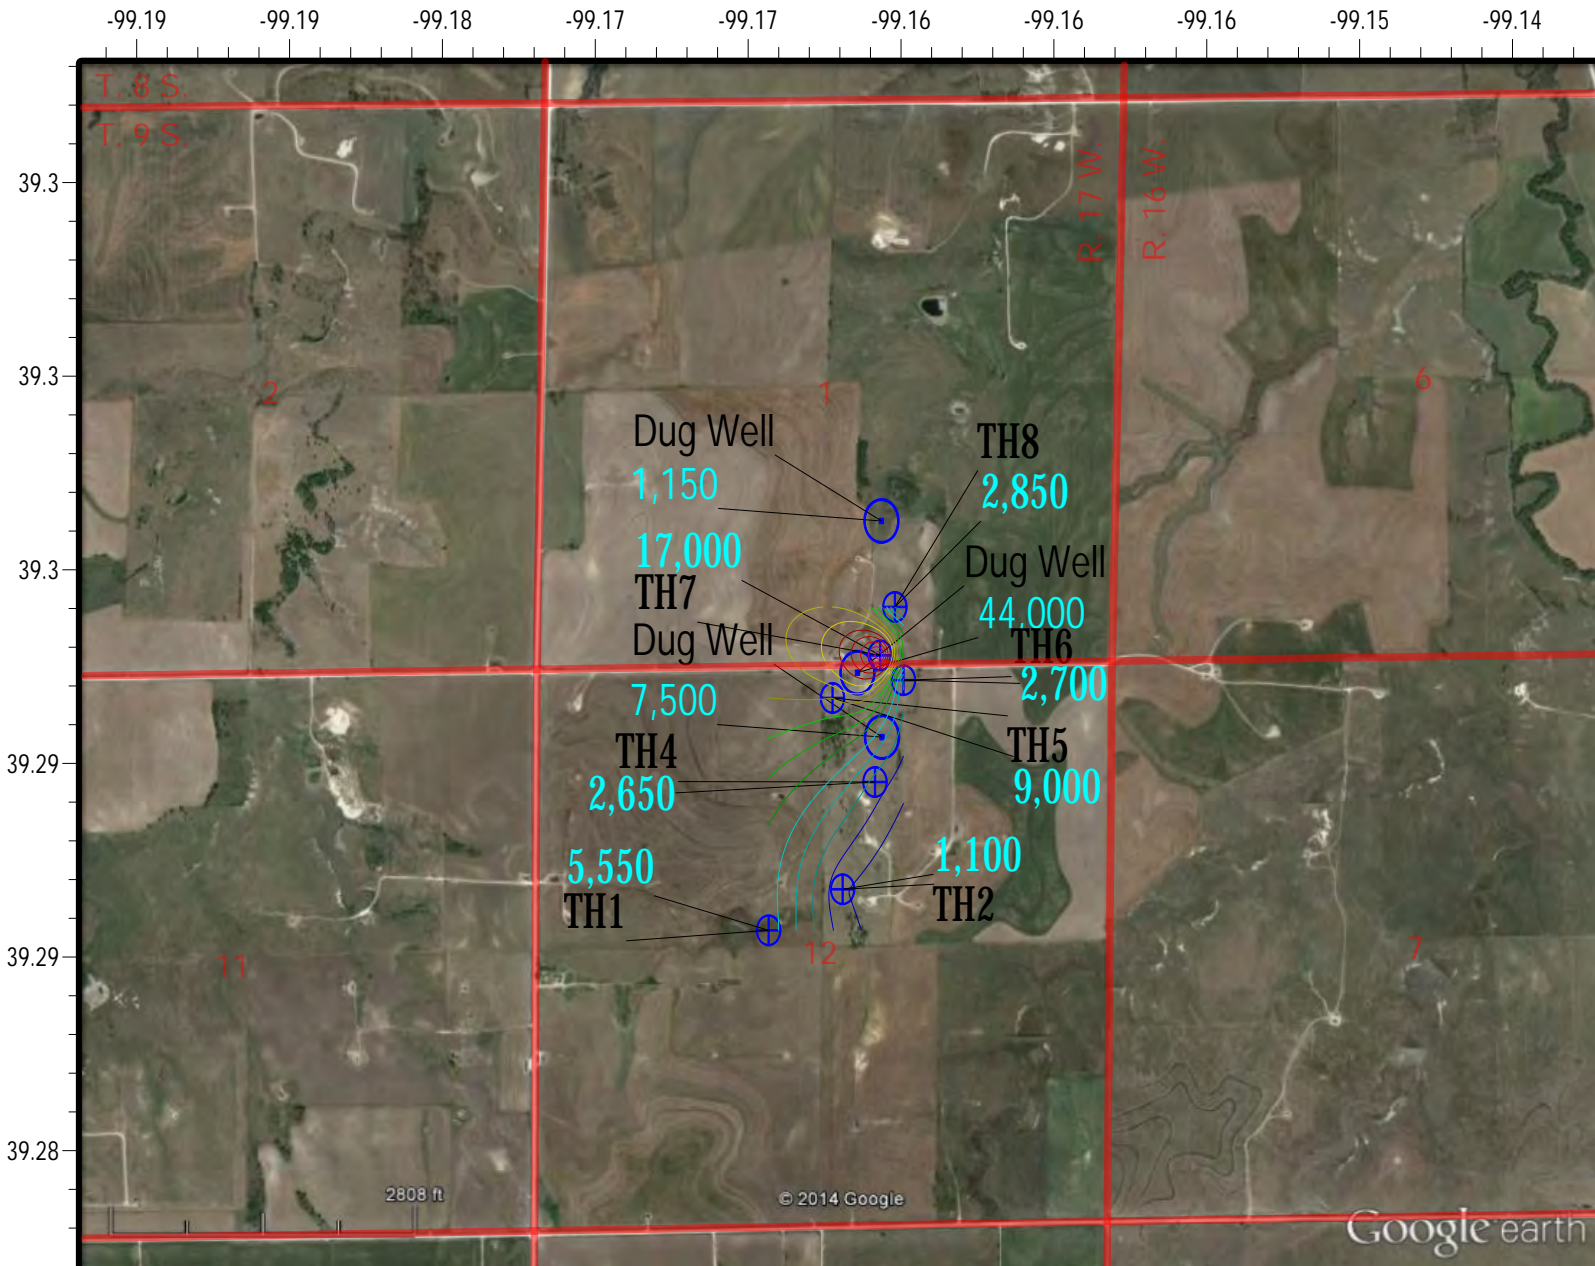 -99.19 -99.19 -99.18 -99.17 -99.17 -99.16 -99.16 -99.16 -99.15 -99.14
T. 8 S.
T. 9 S.
R. 17 W.
R. 16 W.
39.3
39.3
2
1
6
Dug Well
1,150
TH8
2,850
17,000
TH7
39.3
Dug Well
44,000
Dug Well
7,500
TH6
2,700
TH4
2,650
39.29
TH5
9,000
5,550
TH1
1,100
TH2
39.29
11
12
7
39.28
2808 ft
© 2014 Google
Google earth